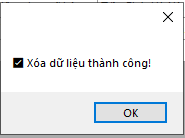 ☑ Xóa dữ liệu thành công!
OK